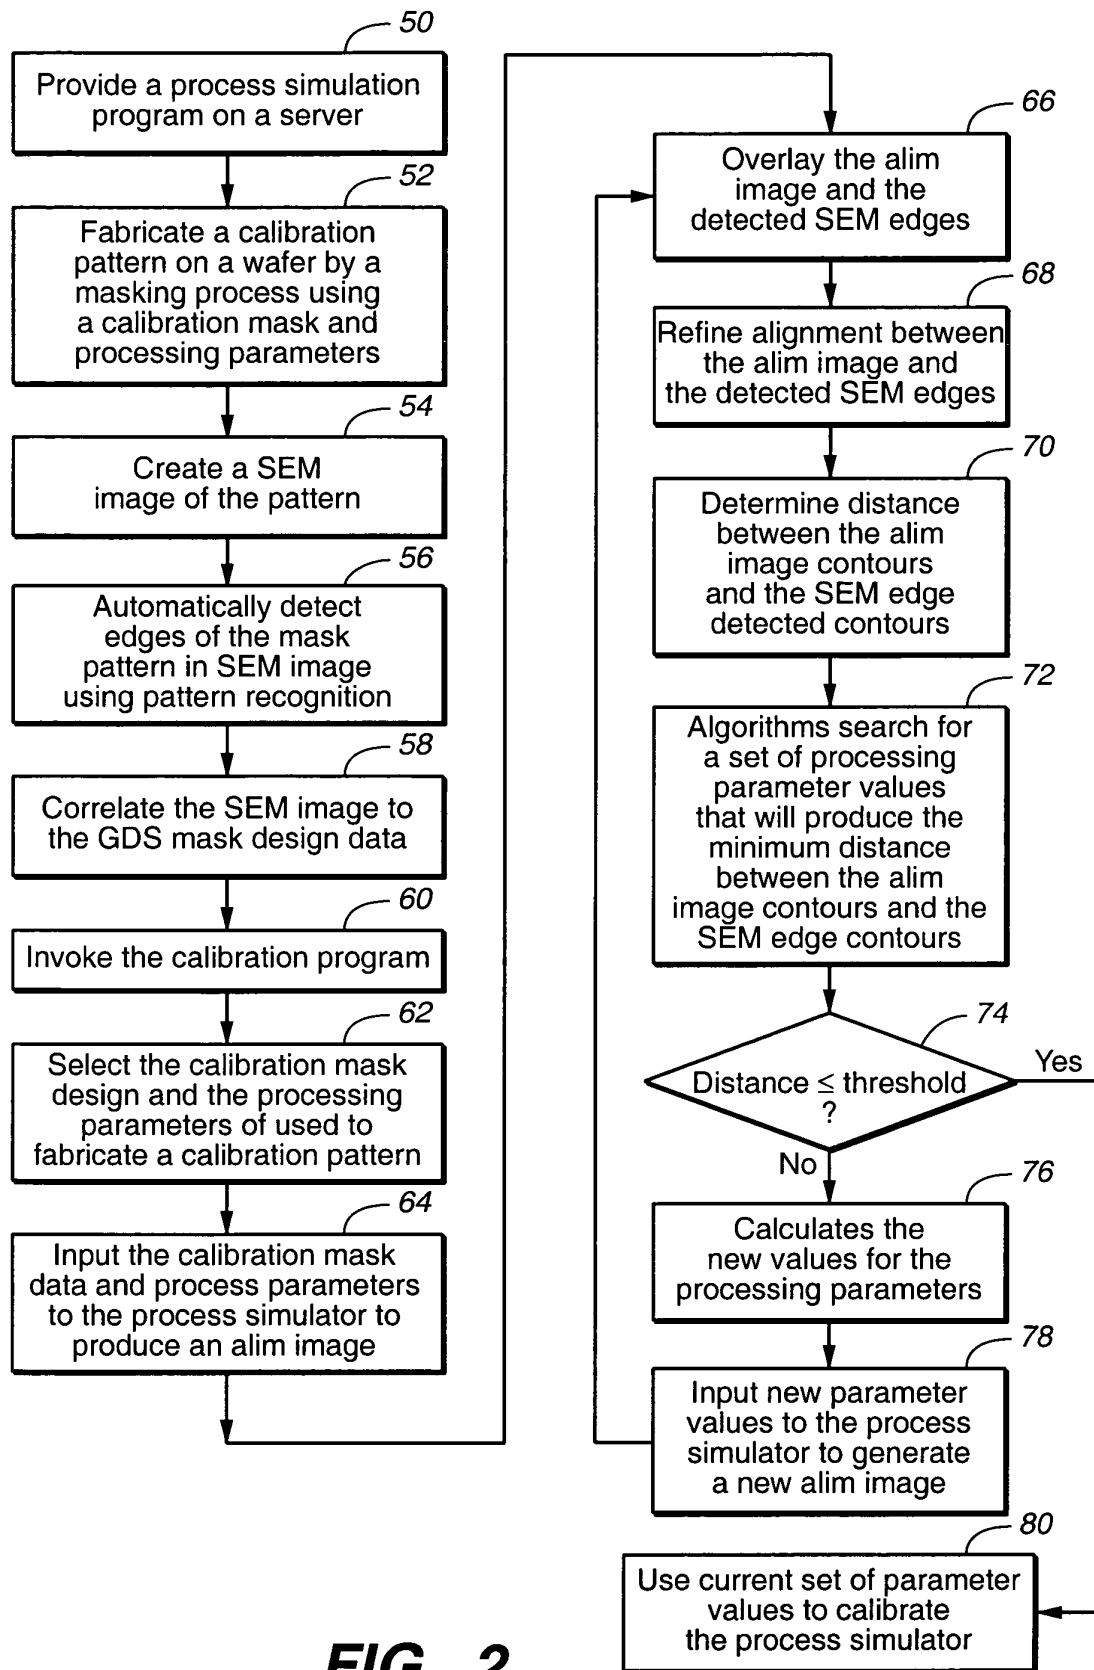 50
Provide a process simulation
program on a server
52
Fabricate a calibration
pattern on a wafer by a
masking process using
a calibration mask and
processing parameters
54
Create a SEM
image of the pattern
56
Automatically detect
edges of the mask
pattern in SEM image
using pattern recognition
58
Correlate the SEM image to
the GDS mask design data
60
Invoke the calibration program
62
Select the calibration mask
design and the processing
parameters of used to
fabricate a calibration pattern
64
Input the calibration mask
data and process parameters
to the process simulator to
produce an alim image
66
Overlay the alim
image and the
detected SEM edges
68
Refine alignment between
the alim image and
the detected SEM edges
70
Determine distance
between the alim
image contours
and the SEM edge
detected contours
72
Algorithms search for
a set of processing
parameter values
that will produce the
minimum distance
between the alim
image contours and the
SEM edge contours
74
Distance ≤ threshold
?
Yes
No
76
Calculates the
new values for the
processing parameters
78
Input new parameter
values to the process
simulator to generate
a new alim image
80
Use current set of parameter
values to calibrate
the process simulator
FIG._2